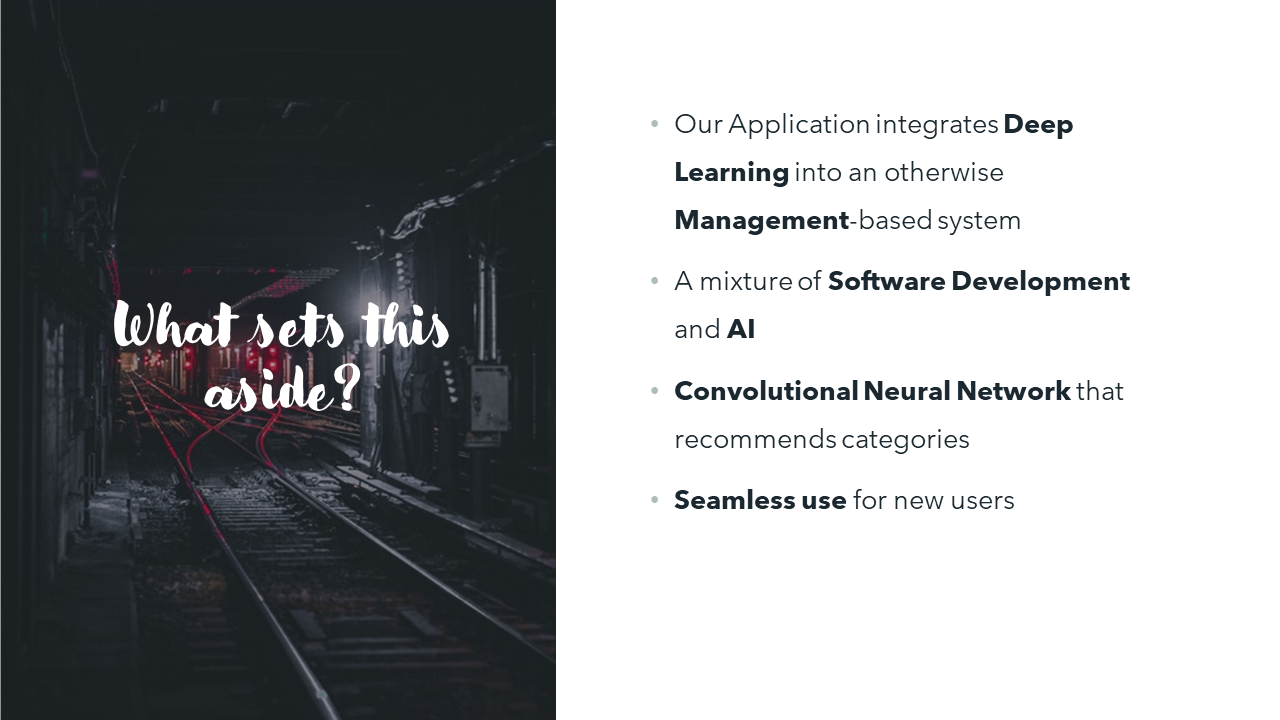 What sets this
aside?
• Our Application integrates Deep
Learning into an otherwise
Management-based system
• A mixture of Software Development
and AI
• Convolutional Neural Network that
recommends categories
• Seamless use for new users